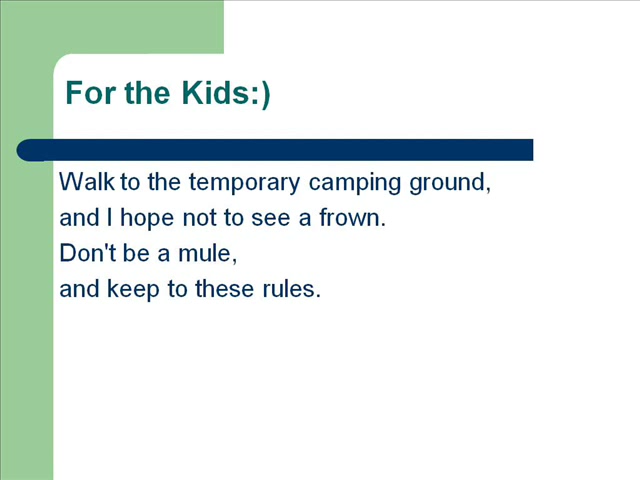 For the Kids:)
Walk to the temporary camping ground,
and I hope not to see a frown.
Don't be a mule,
and keep to these rules.